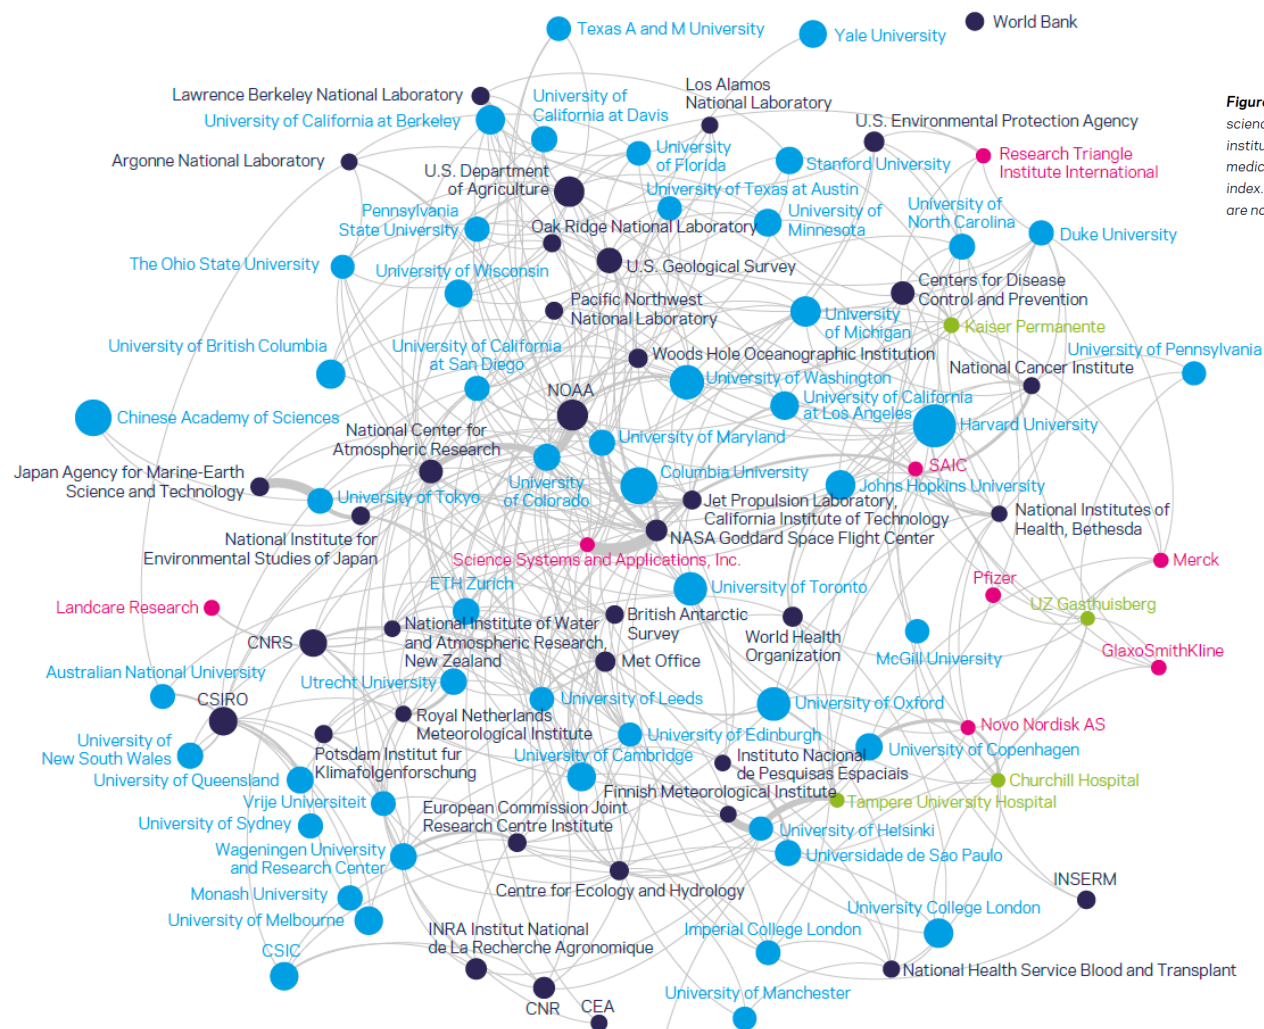 World Bank
Texas A and M University
Yale University
Los Alamos
National Laboratory
Lawrence Berkeley National Laboratory
University of
California at Davis
University of California at Berkeley
U.S. Environmental Protection Agency
Figure
scienc
institu
medic
index.
are no
Argonne National Laboratory
University
of Florida
Stanford University
Research Triangle
Institute International
U.S. Department
of Agriculture
University of Texas at Austin
Pennsylvania
State University
Oak Ridge National Laboratory
University of
Minnesota
University of
North Carolina
Duke University
The Ohio State University
University of Wisconsin
U.S. Geological Survey
Centers for Disease
Control and Prevention
Pacific Northwest
National Laboratory
University
of Michigan
Kaiser Permanente
University of British Columbia
University of California
at San Diego
Woods Hole Oceanographic Institution
National Cancer Institute
University of Pennsylvania
NOAA
University of Washington
University of California
at Los Angeles
Chinese Academy of Sciences
Harvard University
National Center for
Atmospheric Research
University of Maryland
Japan Agency for Marine-Earth
Science and Technology
University of Tokyo
University
of Colorado
Columbia University
SAIC
Johns Hopkins University
Jet Propulsion Laboratory,
California Institute of Technology
National Institutes of
Health, Bethesda
National Institute for
Environmental Studies of Japan
NASA Goddard Space Flight Center
Science Systems and Applications, Inc.
Merck
ETH Zurich
University of Toronto
Pfizer
UZ Gasthuisberg
Landcare Research
CNRS
National Institute of Water
and Atmospheric Research,
New Zealand
British Antarctic
Survey
World Health
Organization
McGill University
GlaxoSmithKline
Met Office
Australian National University
Utrecht University
CSIRO
University of Leeds
University of Oxford
Royal Netherlands
Meteorological Institute
Novo Nordisk AS
University of
New South Wales
Potsdam Institut fur
Klimafolgenforschung
University of Edinburgh
University of Cambridge
Instituto Nacional
de Pesquisas Espaciais
University of Copenhagen
University of Queensland
Finnish Meteorological Institute
Churchill Hospital
Vrije Universiteit
European Commission Joint
Research Centre Institute
Tampere University Hospital
University of Sydney
University of Helsinki
Wageningen University
and Research Center
Universidade de Sao Paulo
Monash University
Centre for Ecology and Hydrology
INSERM
University of Melbourne
INRA Institut National
de La Recherche Agronomique
Imperial College London
University College London
CSIC
National Health Service Blood and Transplant
CNR
CEA
University of Manchester